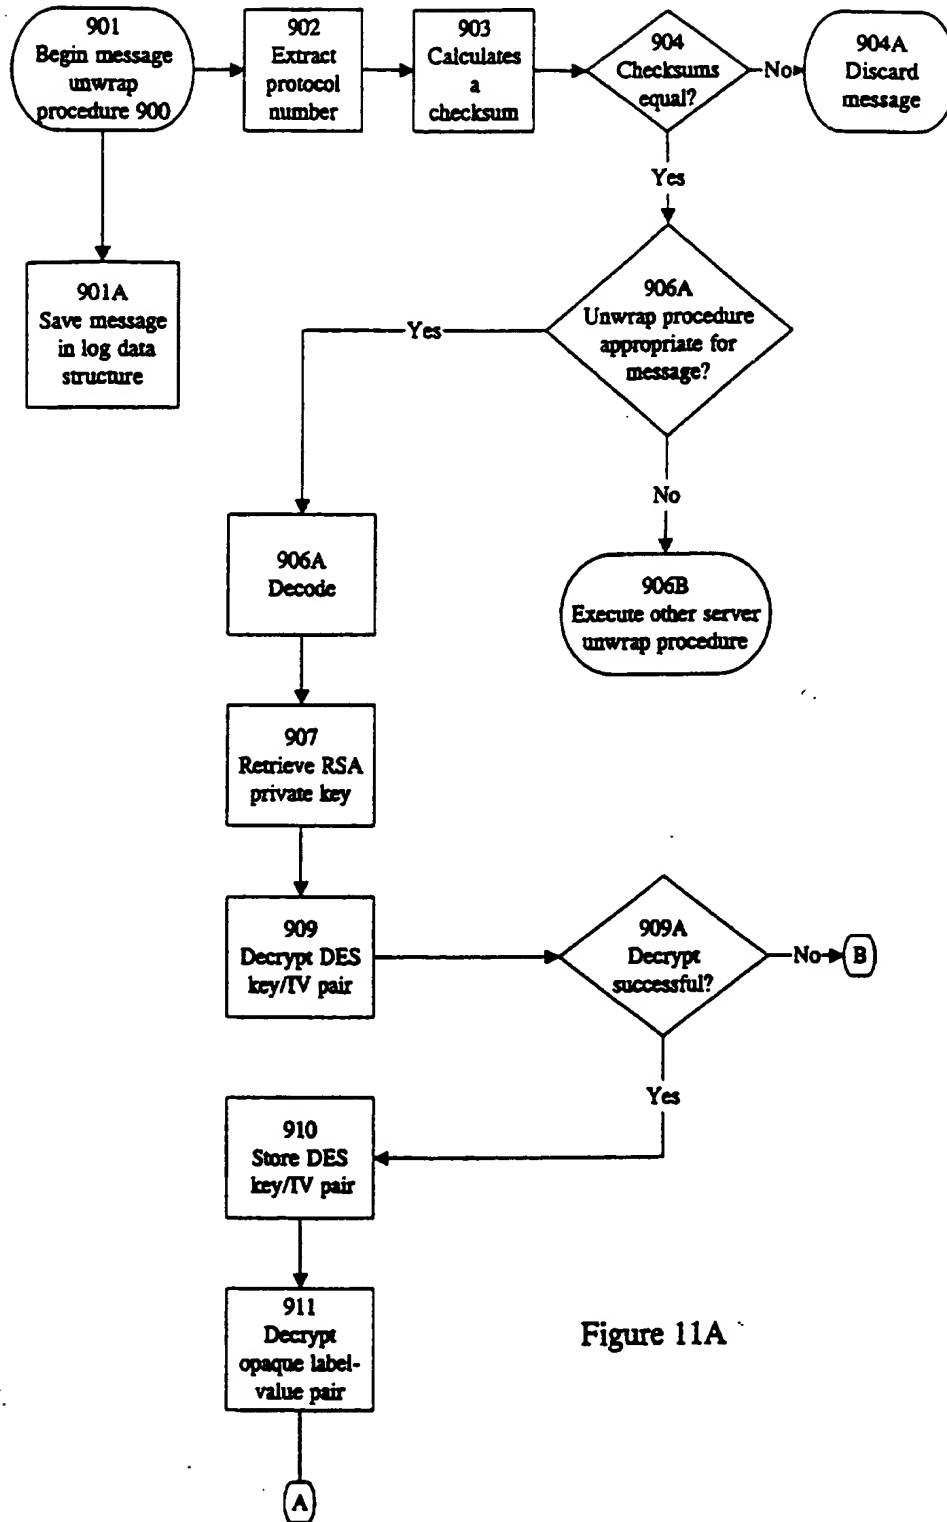 901
Begin message
unwrap
procedure 900
902
Extract
protocol
number
903
Calculates
a
checksum
904
Checksums
equal?
No
904A
Discard
message
Yes
901A
Save message
in log data
structure
906A
Unwrap procedure
appropriate for
message?
Yes
No
906A
Decode
906B
Execute other server
unwrap procedure
907
Retrieve RSA
private key
909
Decrypt DES
key/IV pair
909A
Decrypt
successful?
No
B
Yes
910
Store DES
key/IV pair
911
Decrypt
opaque label-
value pair
Figure 11A
A